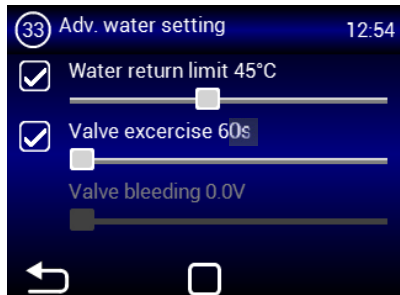 33 Adv. water setting 12:54
Water return limit 45°C
Valve excercise 60s
Valve bleeding 0.0V